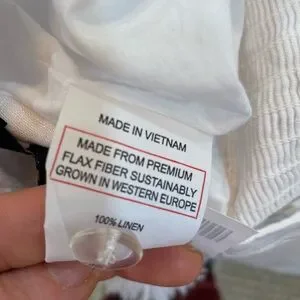 MADE IN VIETNAM
MADE FROM PREMIUM
FLAX FIBER SUSTAINABLY
GROWN IN WESTERN EUROPE
100% LINEN